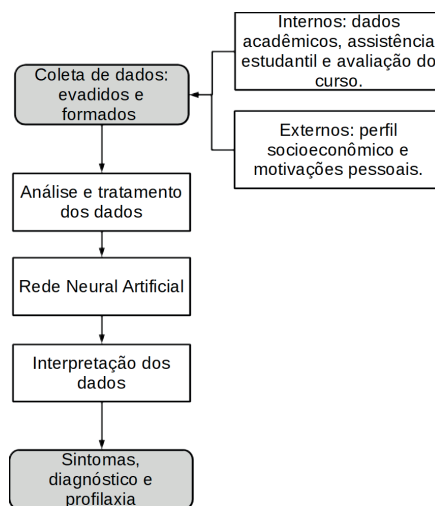 Internos: dados
acadêmicos, assistência
estudantil e avaliação do
curso.
Coleta de dados:
evadidos e
formados
Externos: perfil
socioeconômico e
motivações pessoais.
Análise e tratamento
dos dados
Rede Neural Artificial
Interpretação dos
dados
Sintomas,
diagnóstico e
profilaxia